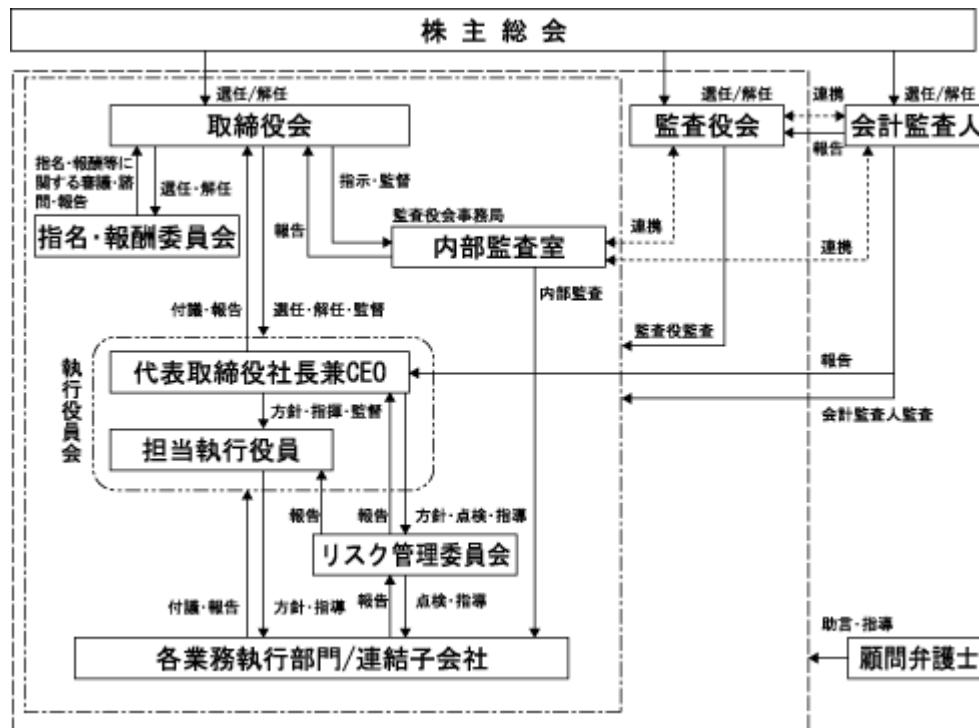 株主総会
選任/解任
選任/解任
選任/解任
連携
取締役会
監査役会
会計監査人
報告
指名・報酬等に
関する審議・諮
問・報告
選任・解任
指示・監督
監査役会事務局
指名・報酬委員会
報告
内部監査室
連携
連携
付議・報告
選任・解任・監督
内部監査
監査役監査
執行役員会
代表取締役社長兼CEO
報告
方針・指揮・監督
会計監査人監査
担当執行役員
報告
報告
方針・点検・指導
リスク管理委員会
付議・報告
方針・指導
報告
点検・指導
助言・指導
各業務執行部門/連結子会社
顧問弁護士